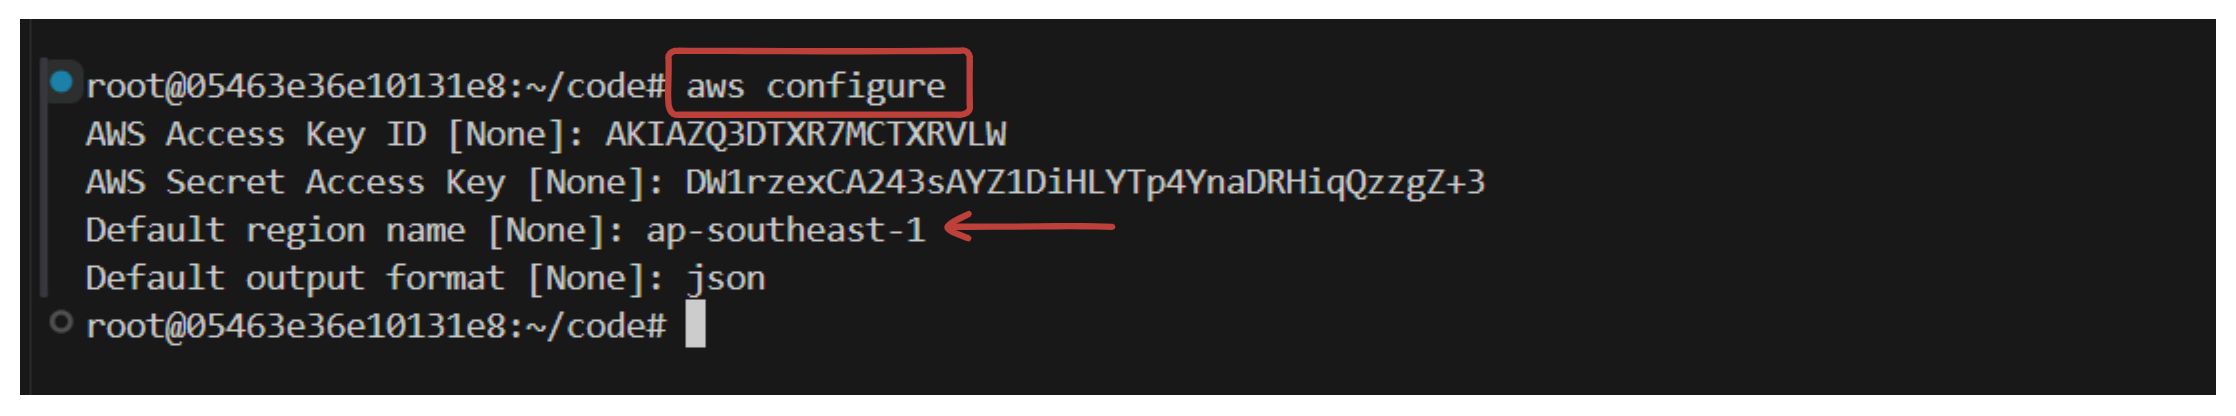 root@05463e36e10131e8:~/code# aws configure
AWS Access Key ID [None]: AKIAZQ3DTXR7MCTXRVLW
AWS Secret Access Key [None]: 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
Default region name [None]: ap-southeast-1
Default output format [None]: json
root@05463e36e10131e8:~/code#